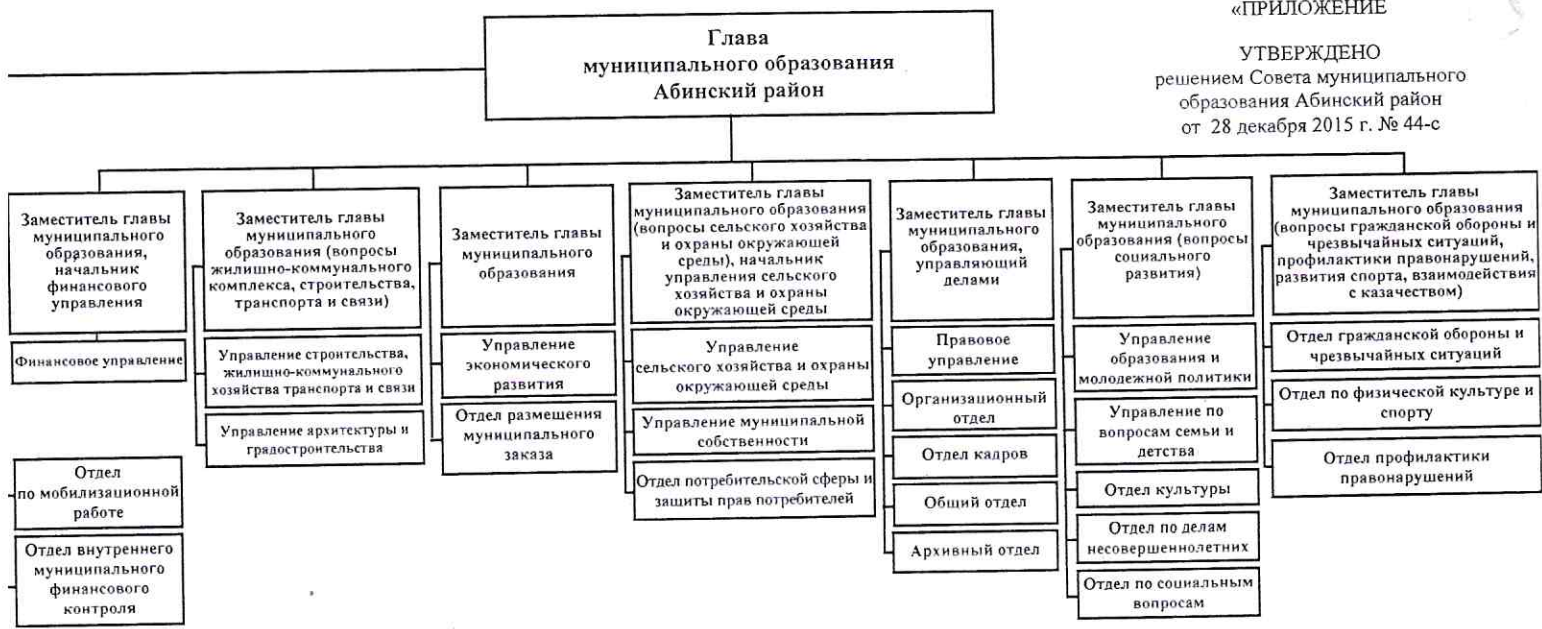 «ПРИЛОЖЕНИЕ
УТВЕРЖДЕНО
решением Совета муниципального
образования Абинский район
от 28 декабря 2015 г. № 44-с
Глава
муниципального образования
Абинский район
Заместитель главы
муниципального
образования,
начальник
финансового
управления
Финансовое управление
Отдел
по мобилизационной
работе
Отдел внутреннего
муниципального
финансового
контроля
Заместитель главы
муниципального
образования (вопросы
жилищно-коммунального
комплекса, строительства,
транспорта и связи)
Управление строительства,
жилищно-коммунального
хозяйства транспорта и связи
Управление архитектуры и
градостроительства
Заместитель главы
муниципального
образования
Управление
экономического
развития
Отдел размещения
муниципального
заказа
Заместитель главы
муниципального образования
(вопросы сельского хозяйства
и охраны окружающей
среды), начальник
управления сельского
хозяйства и охраны
окружающей среды
Управление
сельского хозяйства и охраны
окружающей среды
Управление муниципальной
собственности
Отдел потребительской сферы и
защиты прав потребителей
Заместитель главы
муниципального
образования,
управляющий
делами
Правовое
управление
Организационный
отдел
Отдел кадров
Общий отдел
Архивный отдел
Заместитель главы
муниципального
образования (вопросы
социального
развития)
Управление
образования и
молодежной политики
Управление по
вопросам семьи и
детства
Отдел культуры
Отдел по делам
несовершеннолетних
Отдел по социальным
вопросам
Заместитель главы
муниципального образования
(вопросы гражданской обороны и
чрезвычайных ситуаций,
профилактики правонарушений,
развития спорта, взаимодействия
с казачеством)
Отдел гражданской обороны и
чрезвычайных ситуаций
Отдел по физической культуре и
спорту
Отдел профилактики
правонарушений